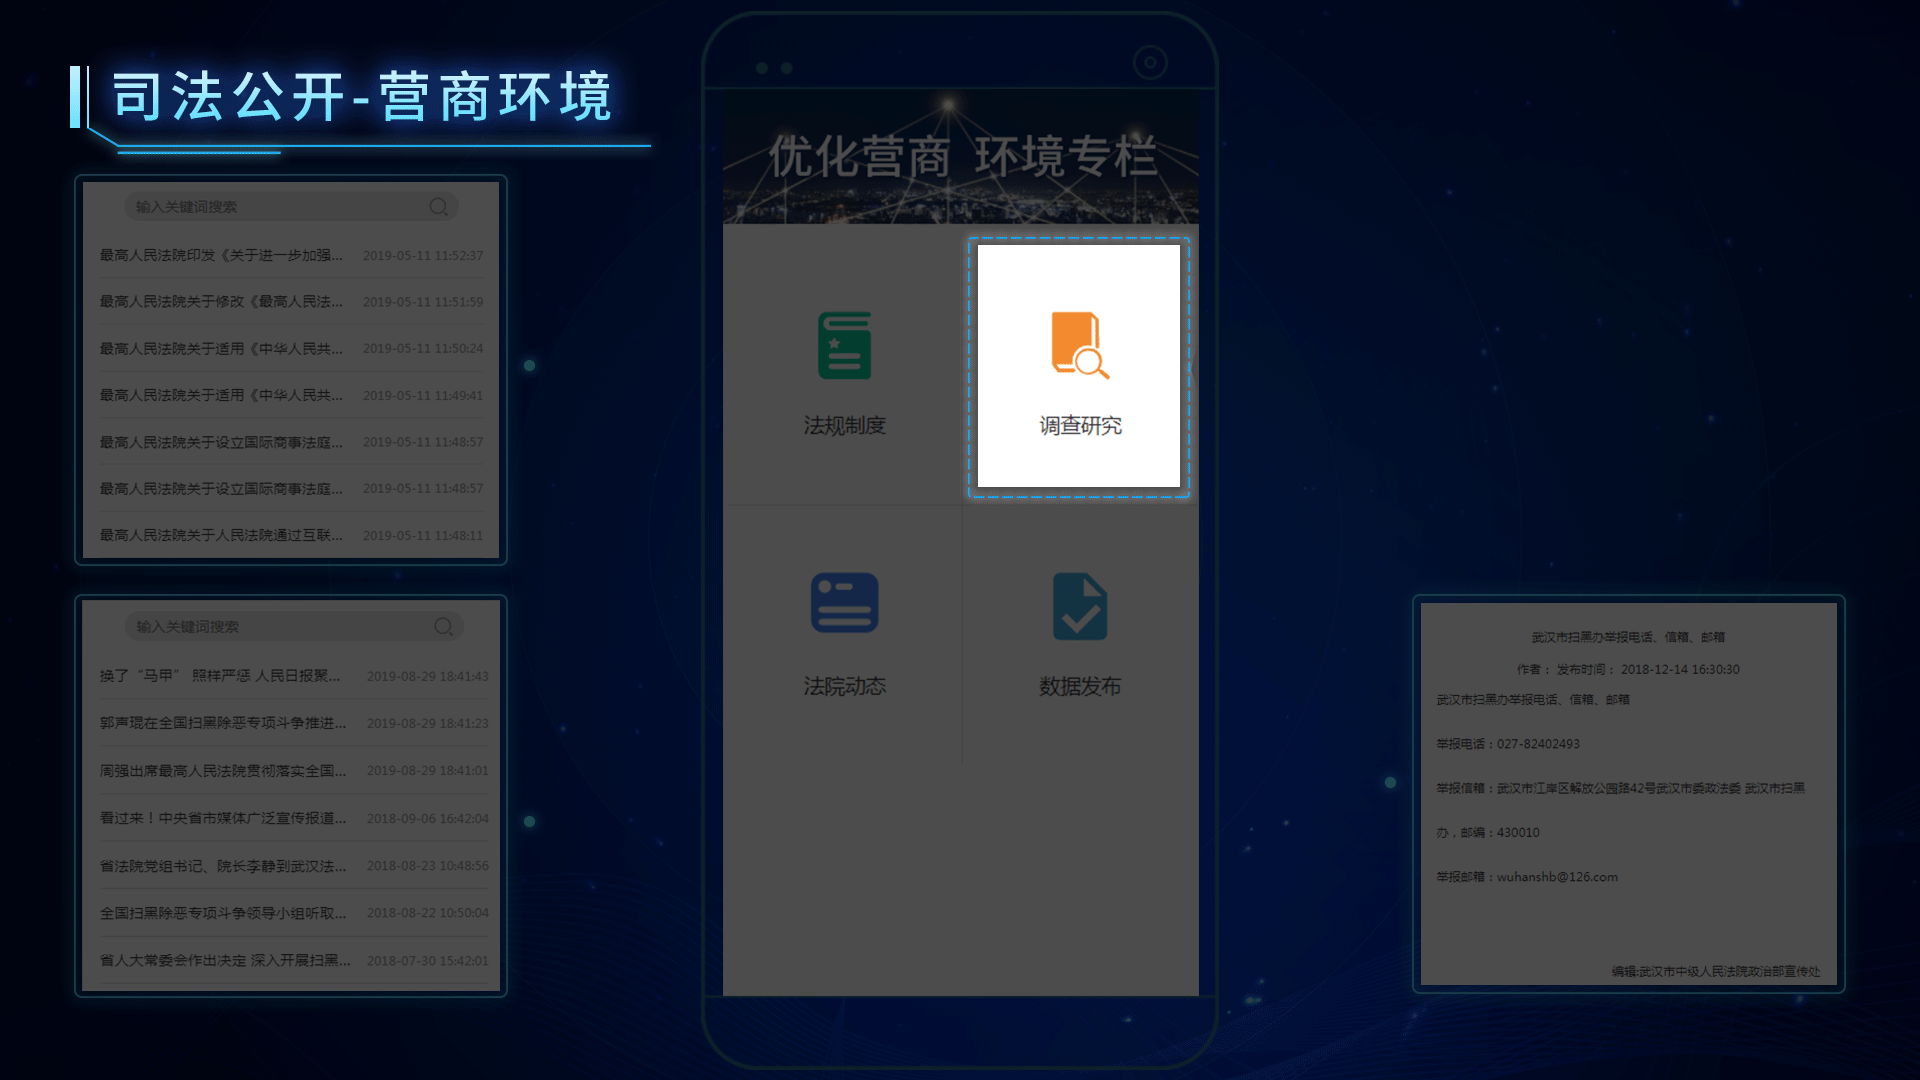 司法公开-营商环境
输入关键词搜索
最高人民法院印发《关于进一步加强... 2019-05-11 11:52:37
最高人民法院关于修改《最高人民法... 2019-05-11 11:51:59
最高人民法院关于适用《中华人民共... 2019-05-11 11:50:24
最高人民法院关于适用《中华人民共... 2019-05-11 11:49:41
最高人民法院关于设立国际商事法庭... 2019-05-11 11:48:57
最高人民法院关于设立国际商事法庭... 2019-05-11 11:48:57
最高人民法院关于人民法院通过互联... 2019-05-11 11:48:11
输入关键词搜索
换了“马甲” 照样严惩 人民日报聚... 2019-08-29 18:41:43
郭声琨在全国扫黑除恶专项斗争推进... 2019-08-29 18:41:23
周强出席最高人民法院贯彻落实全国... 2019-08-29 18:41:01
看过来！中央省市媒体广泛宣传报道... 2018-09-06 16:42:04
省法院党组书记、院长李静到武汉法... 2018-08-23 10:48:56
全国扫黑除恶专项斗争领导小组听取... 2018-08-22 10:50:04
省人大常委会作出决定 深入开展扫黑... 2018-07-30 15:42:01
优化营商 环境专栏
法规制度
调查研究
法院动态
数据发布
武汉市扫黑办举报电话、信箱、邮箱
作者： 发布时间： 2018-12-14 16:30:30
武汉市扫黑办举报电话、信箱、邮箱
举报电话：027-82402493
举报信箱：武汉市江岸区解放公园路42号武汉市委政法委 武汉市扫黑
办，邮编：430010
举报邮箱：wuhanshb@126.com
编辑:武汉市中级人民法院政治部宣传处